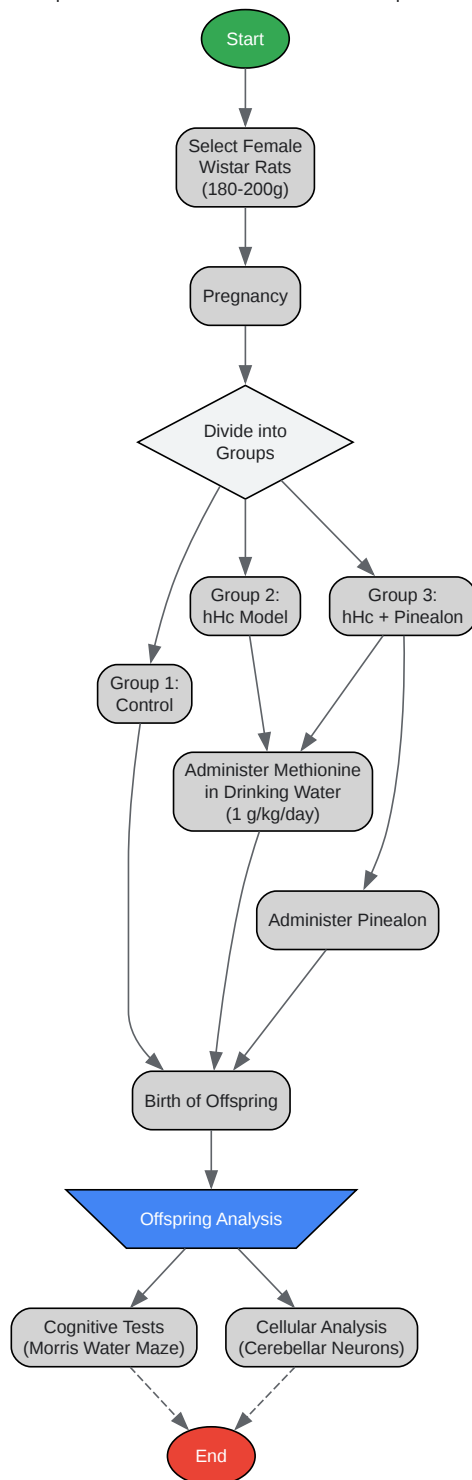 Start
Select Female
Wistar Rats
(180-200g)
Pregnancy
Divide into
Groups
Group 2:
hHc Model
Group 3:
hHc + Pinealon
Group 1:
Control
Administer Methionine
in Drinking Water
(1 g/kg/day)
Administer Pinealon
Birth of Offspring
Offspring Analysis
Cognitive Tests
(Morris Water Maze)
Cellular Analysis
(Cerebellar Neurons)
End